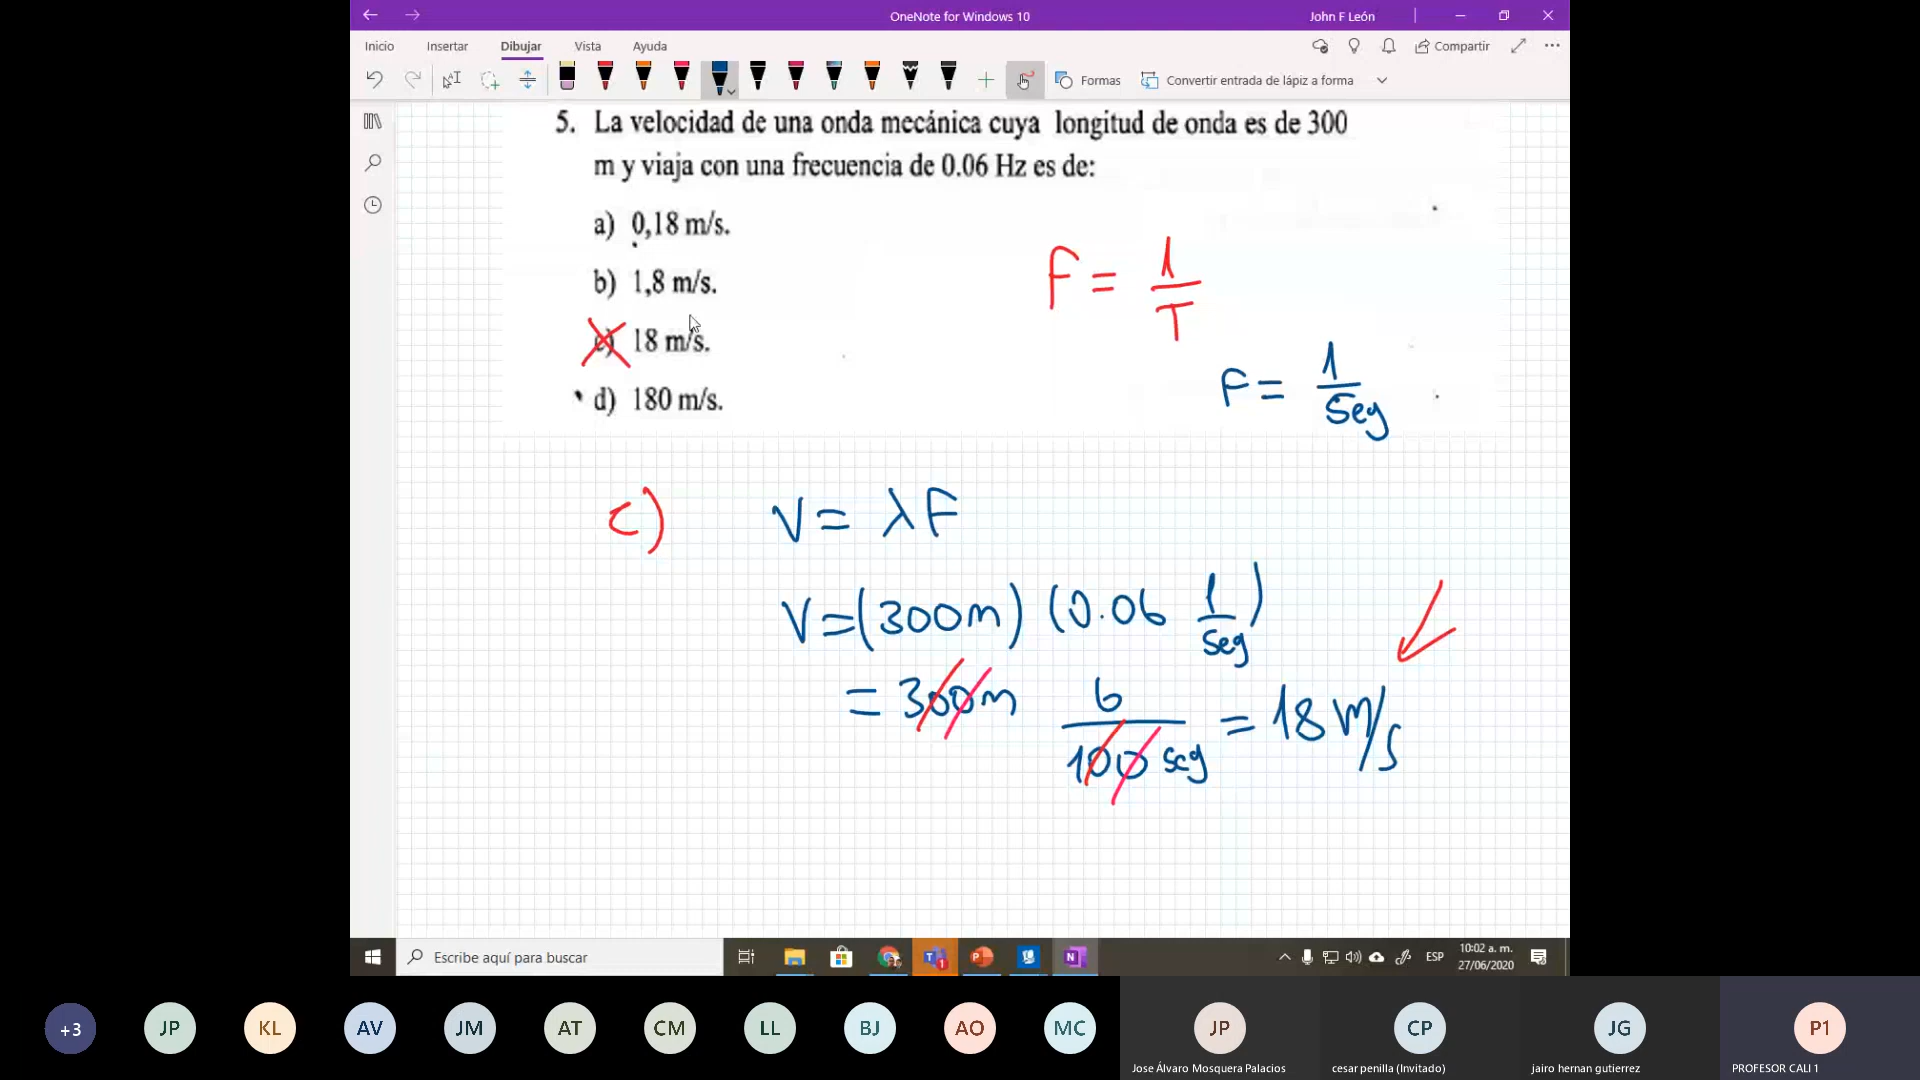 OneNote for Windows 10
John F León
Inicio Insertar Dibujar Vista Ayuda
Compartir
Formas
Convertir entrada de lápiz a forma
5. La velocidad de una onda mecánica cuya longitud de onda es de 300
m y viaja con una frecuencia de 0.06 Hz es de:
a) 0,18 m/s.
b) 1,8 m/s.
c) 18 m/s.
d) 180 m/s.
F = 1/T
F = 1/Seg
c)
V = λ F
V = (300m) (0.06 1/seg)
= 300m 6/100 seg = 18 m/s
Escribe aquí para buscar
ESP
10:02 a. m.
27/06/2020
+3 JP KL AV JM AT CM LL BJ AO MC JP CP JG P1
Jose Álvaro Mosquera Palacios
cesar penilla (Invitado)
jairo hernan gutierrez
PROFESOR CALI 1